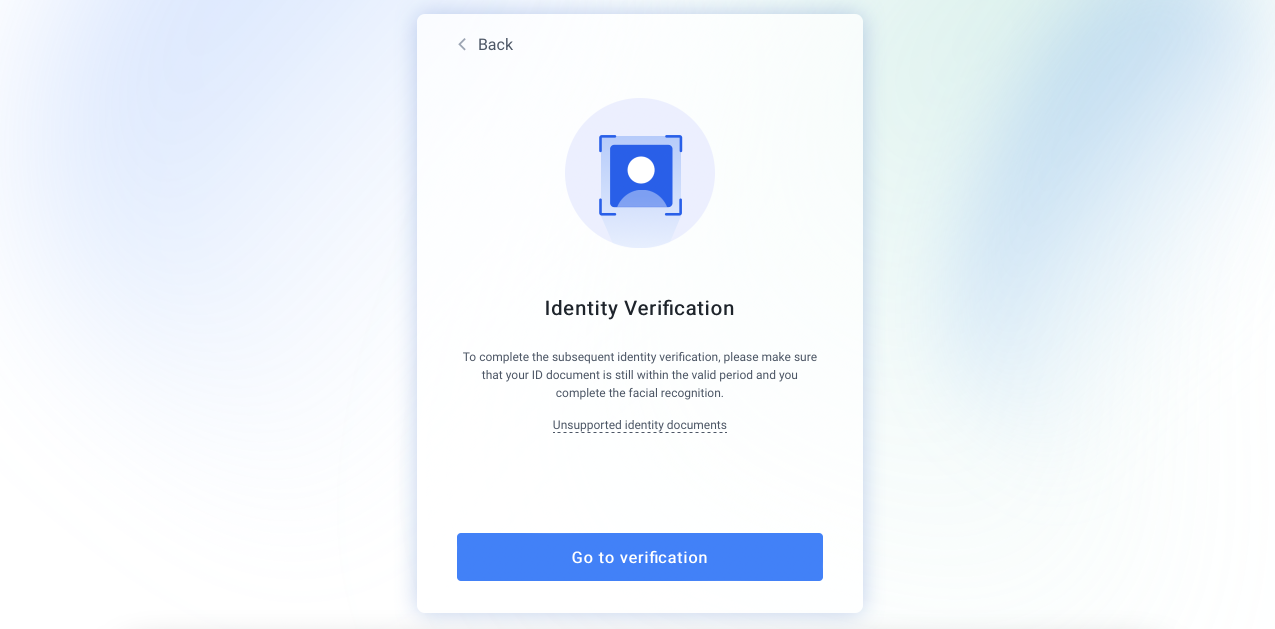 Back
Identity Verification
To complete the subsequent identity verification, please make sure
that your ID document is still within the valid period and you
complete the facial recognition.
Unsupported identity documents
Go to verification